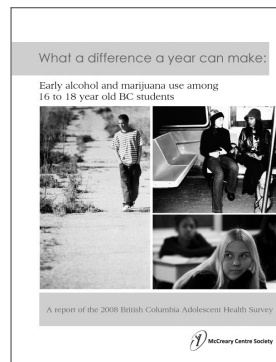 What a difference a year can make:
Early alcohol and marijuana use among
16 to 18 year old BC students
A report of the 2008 British Columbia Adolescent Health Survey
McCreary Centre Society